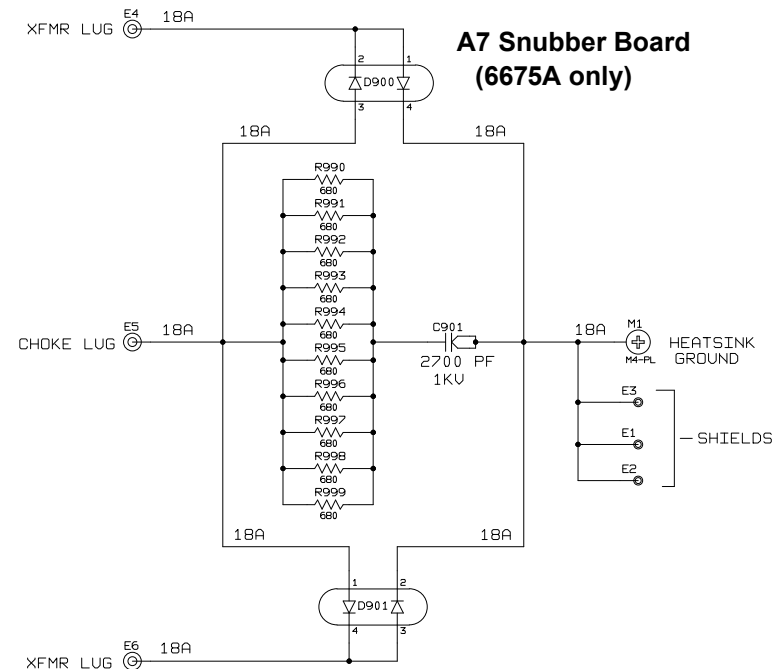 E4 18A
XFMR LUG
A7 Snubber Board
(6675A only)
2 1
D900
3 4
18A 18A
R990
680
R991
680
R992
680
R993
680
R994
680
R995
680
R996
680
R997
680
R998
680
R999
680
E5 18A
CHOKE LUG
C901
2700 PF
1KV
18A
M1
M4-PL
HEATSINK
GROUND
E3
E1
E2
SHIELDS
18A 18A
1 2
D901
4 3
E6 18A
XFMR LUG